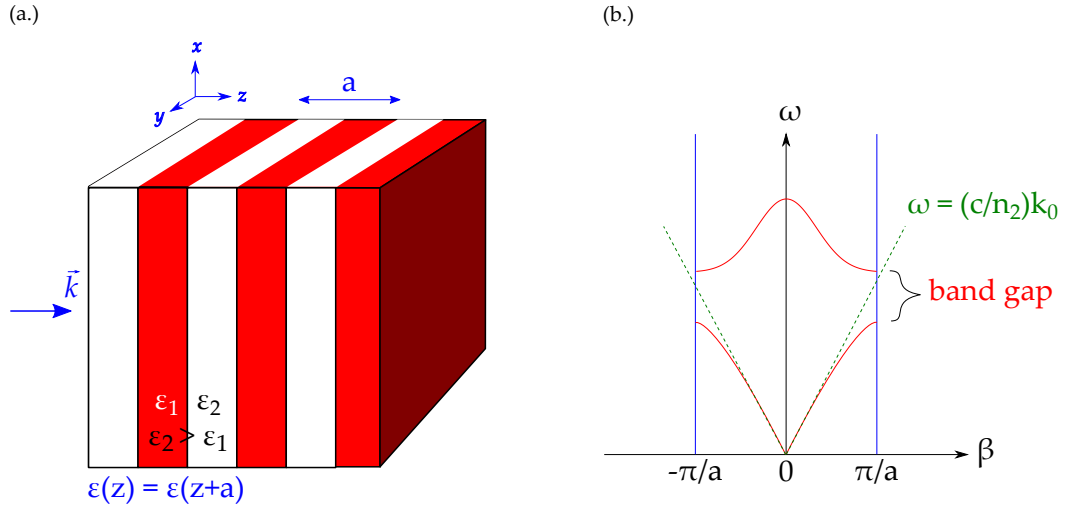 (a.)
(b.)
x
y
z
a
k⃗
ε₁ ε₂
ε₂ > ε₁
ε(z) = ε(z+a)
ω
ω = (c/n₂)k₀
band gap
-π/a
0
π/a
β